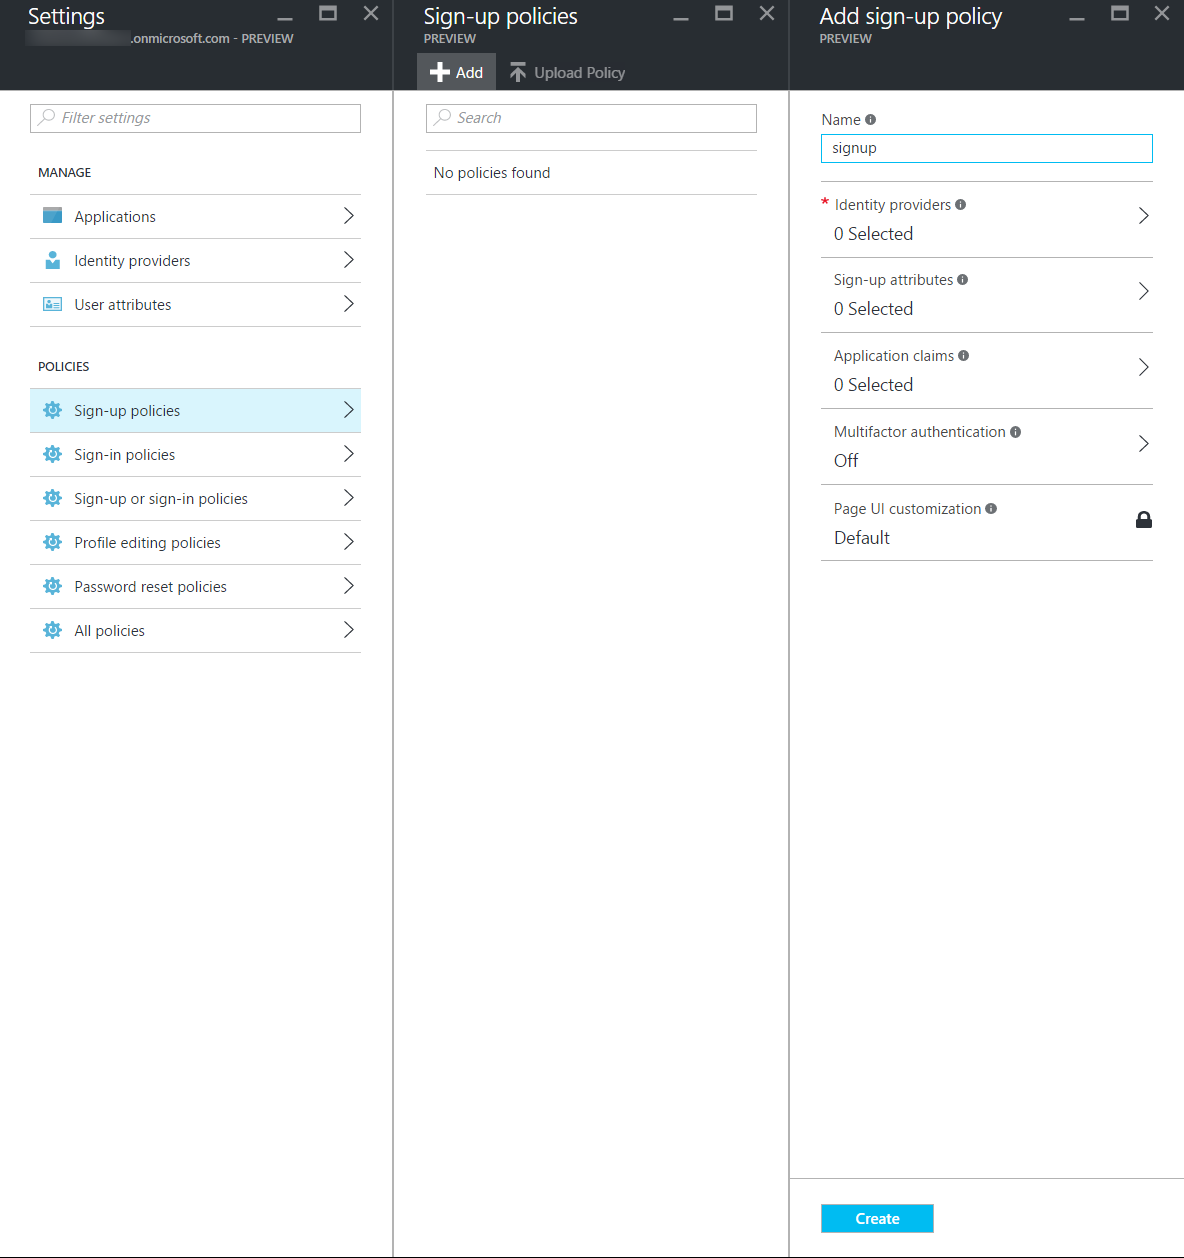 Settings
.onmicrosoft.com - PREVIEW
Filter settings
MANAGE
Applications
Identity providers
User attributes
POLICIES
Sign-up policies
Sign-in policies
Sign-up or sign-in policies
Profile editing policies
Password reset policies
All policies
Sign-up policies
PREVIEW
Add
Upload Policy
Search
No policies found
Add sign-up policy
PREVIEW
Name
signup
* Identity providers
0 Selected
Sign-up attributes
0 Selected
Application claims
0 Selected
Multifactor authentication
Off
Page UI customization
Default
Create